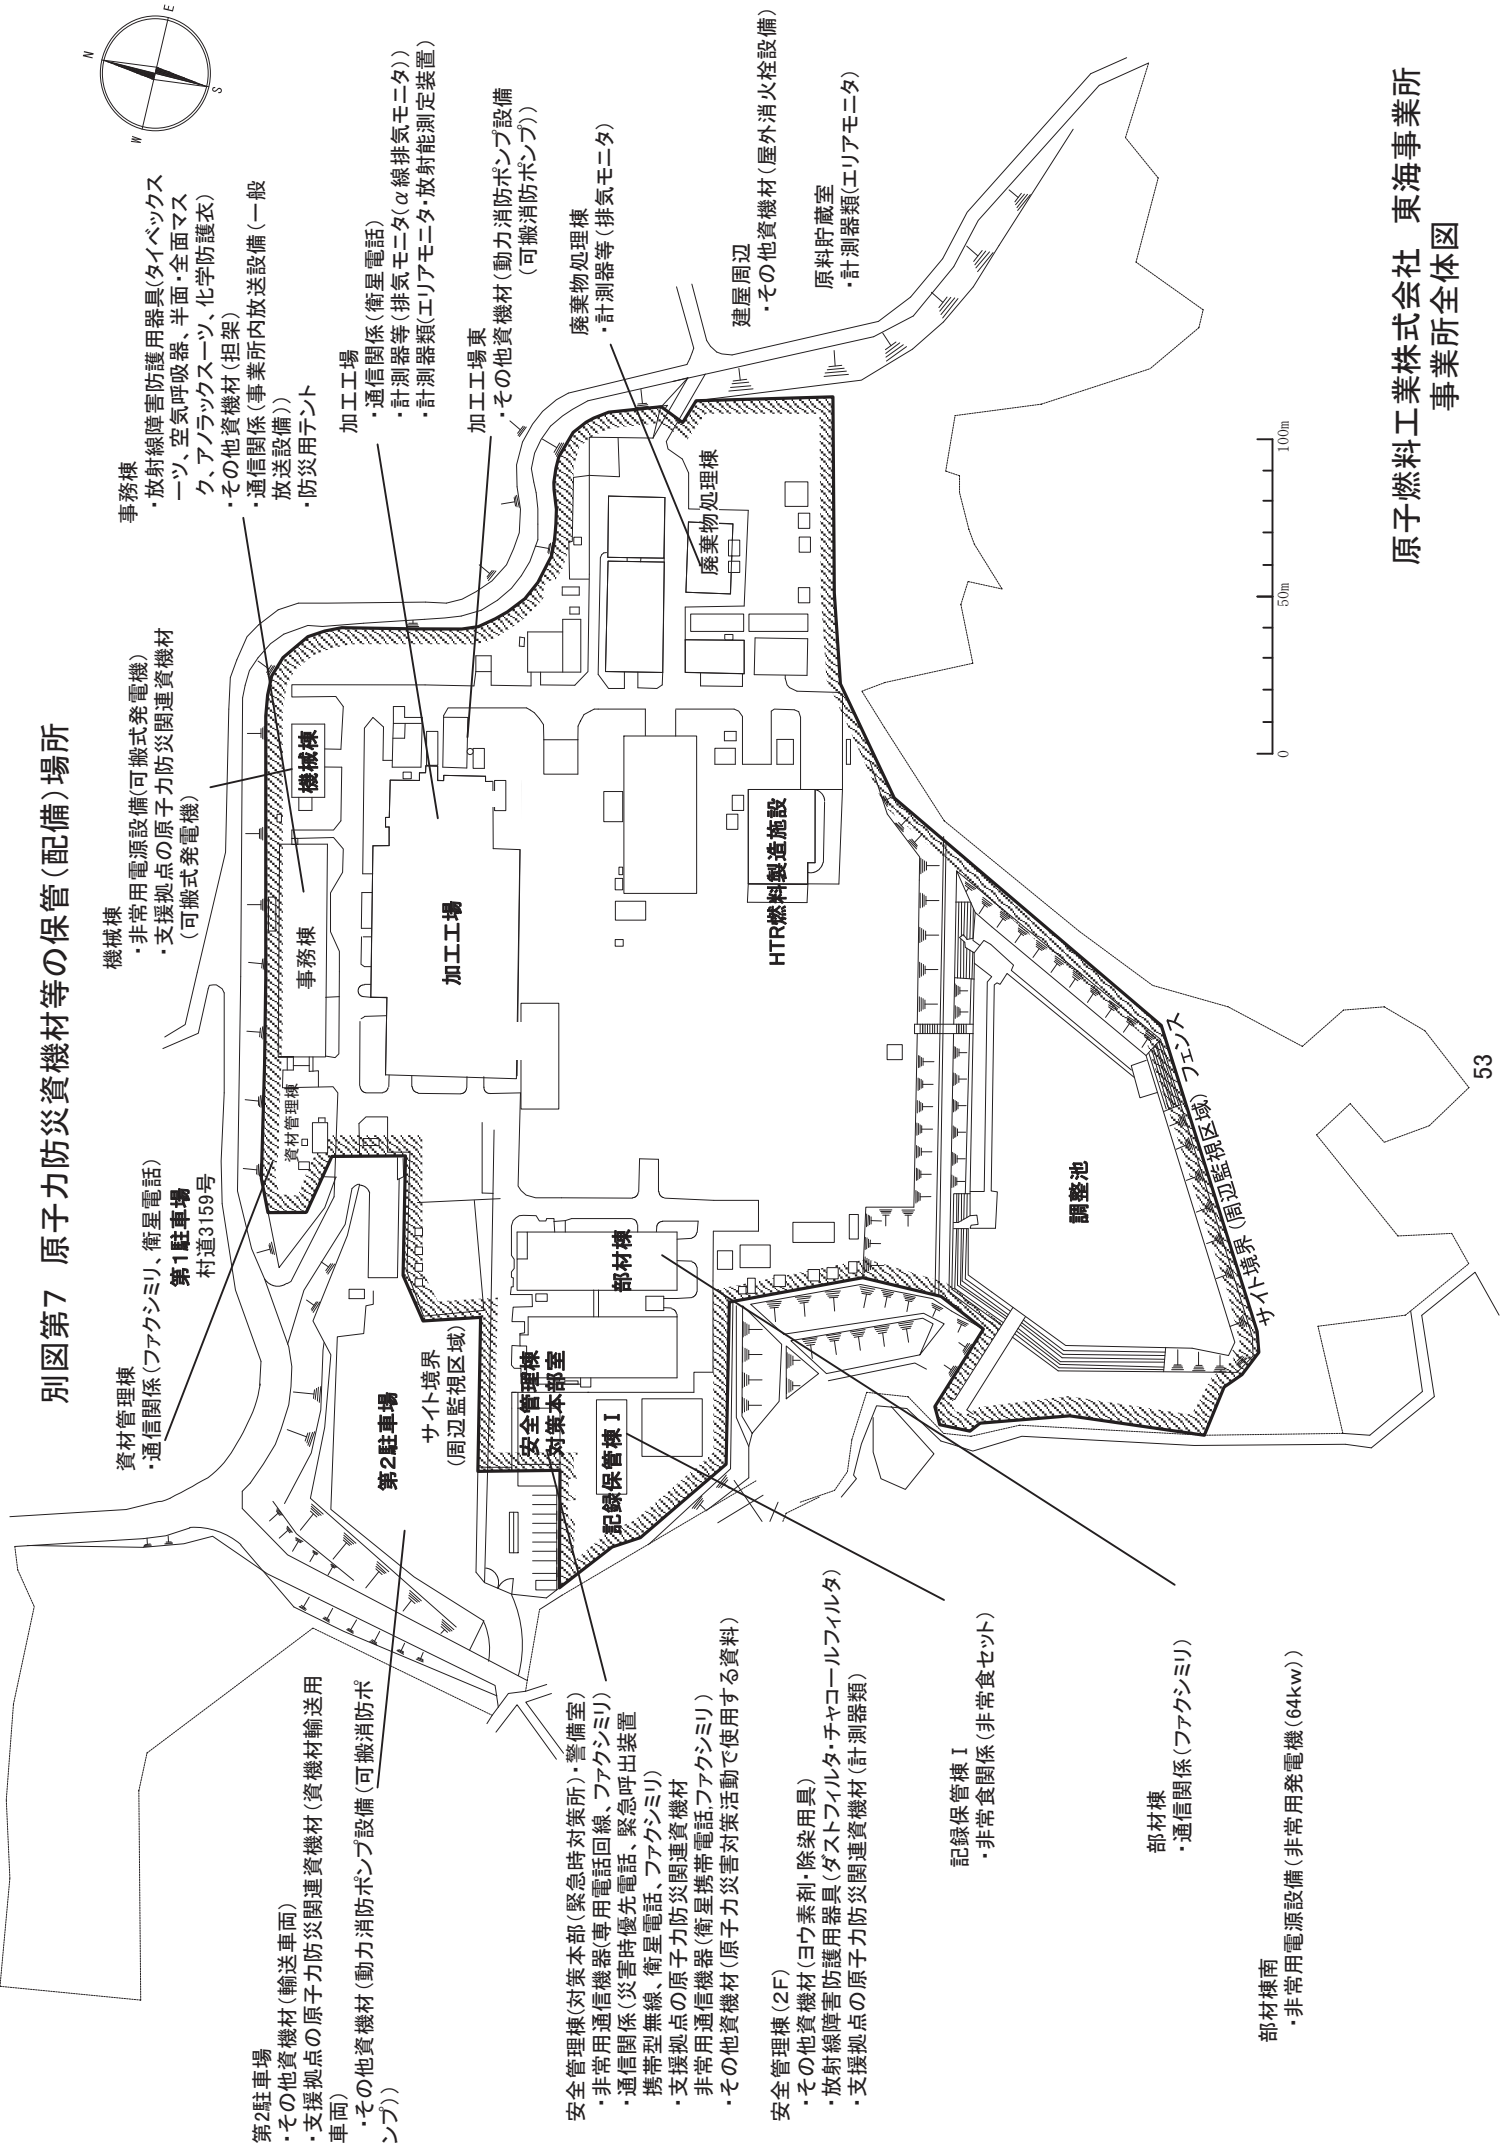 別図第7 原子力防災資機材等の保管(配備)場所
N
E
S
W
事務棟
・放射線障害防護用器具(タイベックス
ーツ、空気呼吸器、半面・全面マス
ク、アノラックスーツ、化学防護衣)
・その他資機材(担架)
・通信関係(事業所内放送設備(一般
放送設備))
・防災用テント
加工工場
・通信関係(衛星電話)
・計測器等(排気モニタ(α線排気モニタ))
・計測器類(エリアモニタ・放射能測定装置)
加工工場東
・その他資機材(動力消防ポンプ設備
(可搬消防ポンプ))
廃棄物処理棟
・計測器等(排気モニタ)
建屋周辺
・その他資機材(屋外消火栓設備)
原料貯蔵室
・計測器類(エリアモニタ)
機械棟
・非常用電源設備(可搬式発電機)
・支援拠点の原子力防災関連資機材
(可搬式発電機)
資材管理棟
・通信関係(ファクシミリ、衛星電話)
第1駐車場
村道3159号
機械棟
事務棟
資材管理棟
加工工場
廃棄物処理棟
HTR燃料製造施設
部材棟
安全管理棟
対策本部室
記録保管棟Ⅰ
第2駐車場
サイト境界
(周辺監視区域)
調整池
サイト境界(周辺監視区域) フェンス
第2駐車場
・その他資機材(輸送車両)
・支援拠点の原子力防災関連資機材(資機材輸送用
車両)
・その他資機材(動力消防ポンプ設備(可搬消防ポ
ンプ))
安全管理棟(対策本部(緊急時対策所)・警備室)
・非常用通信機器(専用電話回線、ファクシミリ)
・通信関係(災害時優先電話、緊急呼出装置
携帯型無線、衛星電話、ファクシミリ)
・支援拠点の原子力防災関連資機材
非常用通信機器(衛星携帯電話,ファクシミリ)
・その他資機材(原子力災害対策活動で使用する資料)
安全管理棟(2F)
・その他資機材(ヨウ素剤・除染用具)
・放射線障害防護用器具(ダストフィルタ・チャコールフィルタ)
・支援拠点の原子力防災関連資機材(計測器類)
記録保管棟Ⅰ
・非常食関係(非常食セット)
部材棟
・通信関係(ファクシミリ)
部材棟南
・非常用電源設備(非常用発電機(64kw))
0
50m
100m
原子燃料工業株式会社 東海事業所
事業所全体図
53